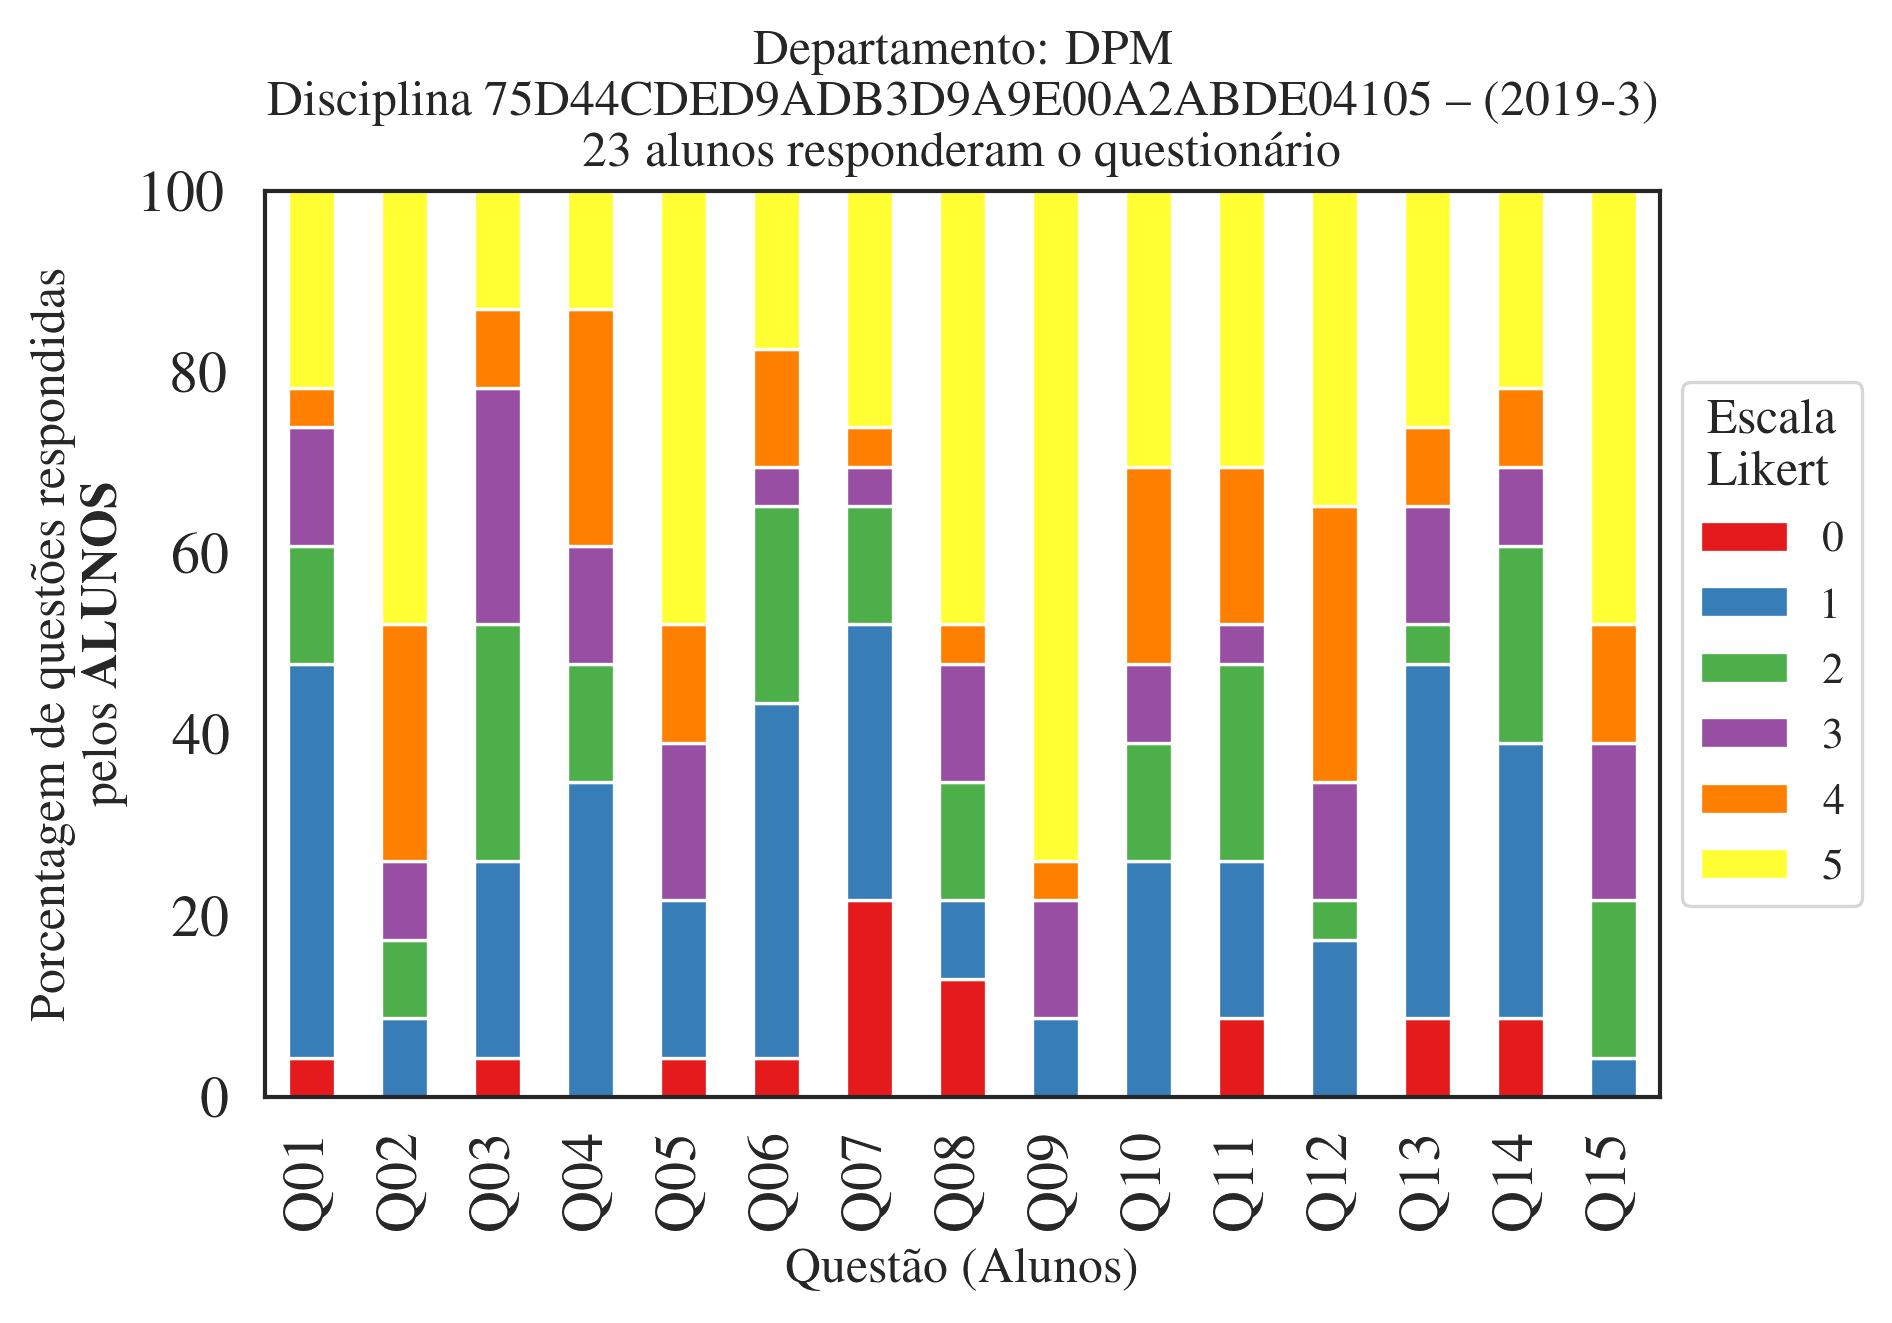 Departamento: DPM
Disciplina 75D44CDED9ADB3D9A9E00A2ABDE04105 – (2019-3)
23 alunos responderam o questionário
100
80
60
40
20
0
Porcentagem de questões respondidas
pelos ALUNOS
Q01
Q02
Q03
Q04
Q05
Q06
Q07
Q08
Q09
Q10
Q11
Q12
Q13
Q14
Q15
Questão (Alunos)
Escala
Likert
0
1
2
3
4
5